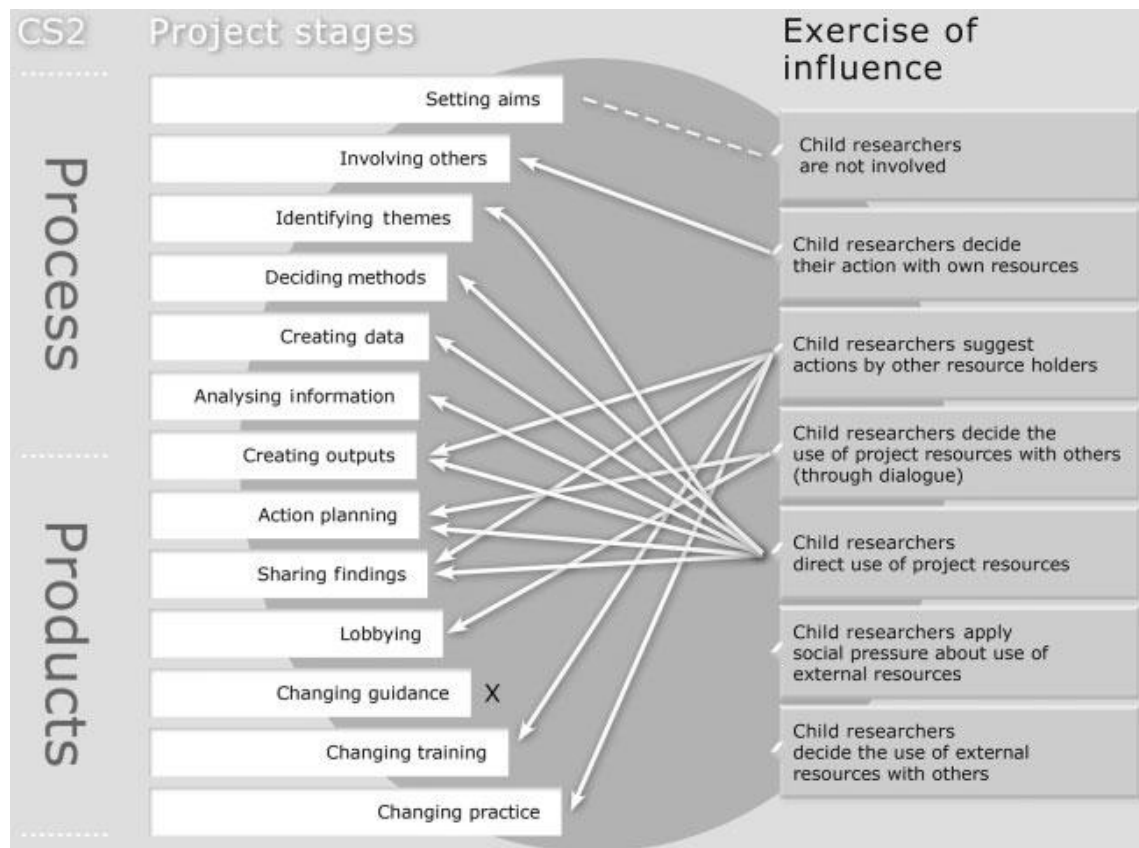 CS2
Project stages
Exercise of
influence
Process
Products
Setting aims
Involving others
Identifying themes
Deciding methods
Creating data
Analysing information
Creating outputs
Action planning
Sharing findings
Lobbying
Changing guidance
X
Changing training
Changing practice
Child researchers
are not involved
Child researchers decide
their action with own resources
Child researchers suggest
actions by other resource holders
Child researchers decide the
use of project resources with others
(through dialogue)
Child researchers
direct use of project resources
Child researchers apply
social pressure about use of
external resources
Child researchers
decide the use of external
resources with others